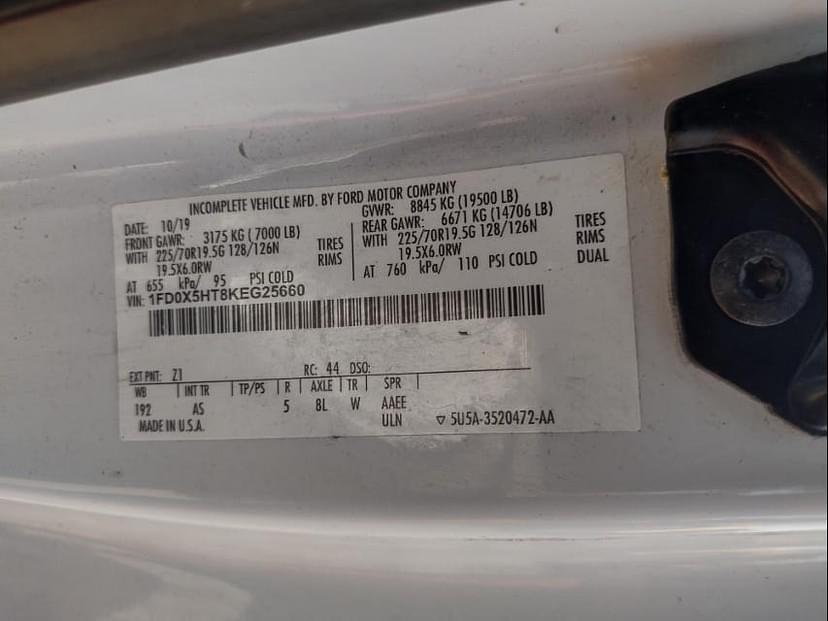 INCOMPLETE VEHICLE MFD. BY FORD MOTOR COMPANY
DATE: 10/19
GVWR: 8845 KG (19500 LB)
FRONT GAWR: 3175 KG (7000 LB)
REAR GAWR: 6671 KG (14706 LB)
WITH 225/70R19.5G 128/126N TIRES
WITH 225/70R19.5G 128/126N TIRES
19.5X6.0RW RIMS
19.5X6.0RW RIMS
AT 655 kPa/ 95 PSI COLD
AT 760 kPa/ 110 PSI COLD DUAL
VIN: 1FD0X5HT8KEG25660
EXT PNT: Z1 RC: 44 DSO:
WB INT TR TP/PS R AXLE TR SPR
192 AS 5 8L W AAEE
MADE IN U.S.A. ULN ▽ 5U5A-3520472-AA